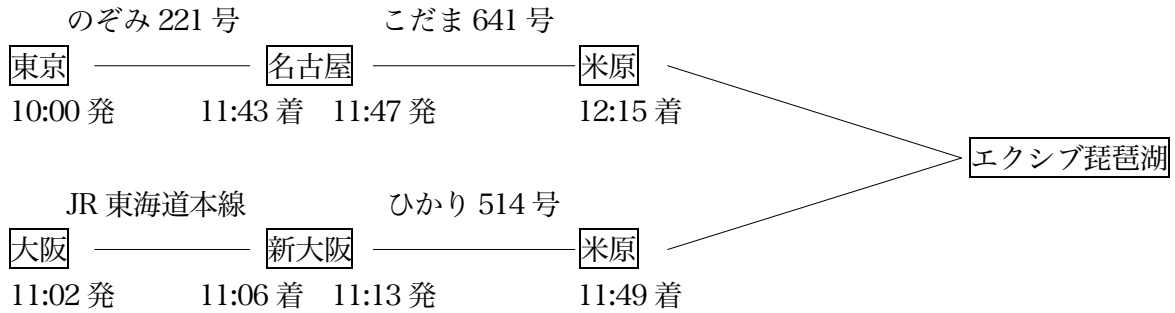 のぞみ 221 号 こだま 641 号
東京 名古屋 米原
10:00 発 11:43 着 11:47 発 12:15 着
エクシブ琵琶湖
JR 東海道本線 ひかり 514 号
大阪 新大阪 米原
11:02 発 11:06 着 11:13 発 11:49 着